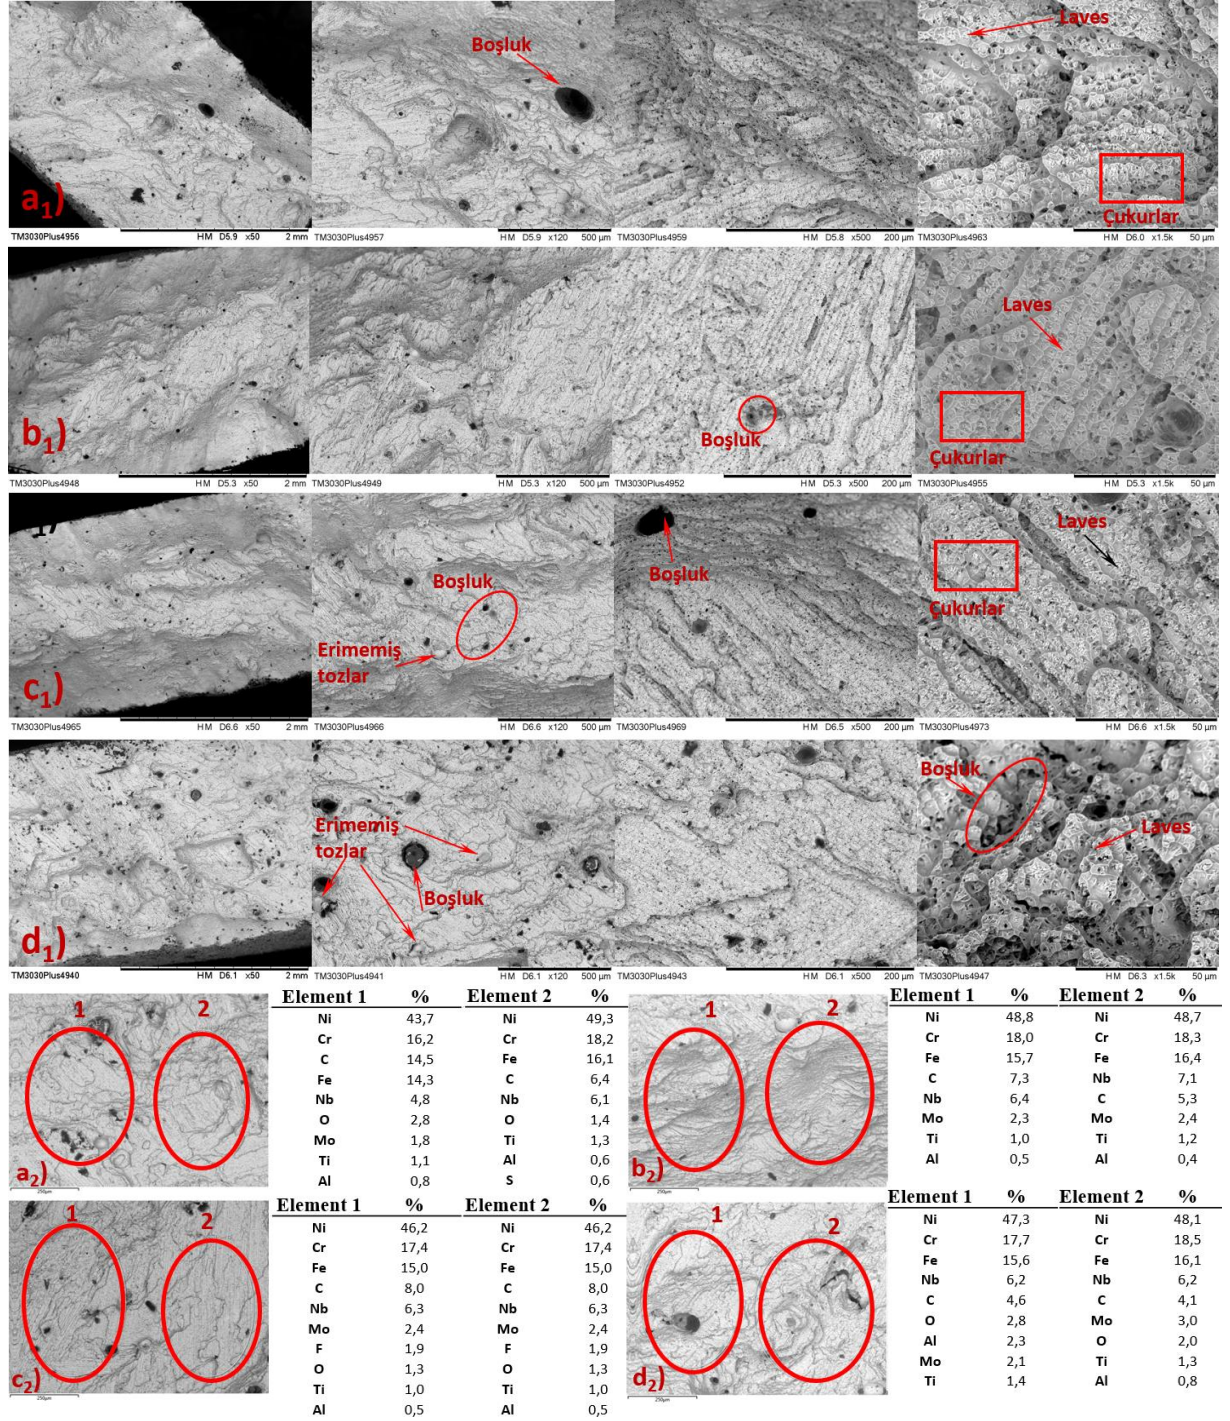 Boşluk
Laves
Çukurlar
a1)
TM3030Plus4956 HM D5.9 x50 2 mm
TM3030Plus4957 HM D5.9 x120 500 µm
TM3030Plus4959 HM D5.8 x500 200 µm
TM3030Plus4963 HM D6.0 x1.5k 50 µm
Laves
Boşluk
Çukurlar
b1)
TM3030Plus4948 HM D5.3 x50 2 mm
TM3030Plus4949 HM D5.3 x120 500 µm
TM3030Plus4952 HM D5.3 x500 200 µm
TM3030Plus4955 HM D5.3 x1.5k 50 µm
Boşluk
Erimemiş
tozlar
Boşluk
Laves
Çukurlar
c1)
TM3030Plus4965 HM D6.6 x50 2 mm
TM3030Plus4966 HM D6.6 x120 500 µm
TM3030Plus4969 HM D6.5 x500 200 µm
TM3030Plus4973 HM D6.6 x1.5k 50 µm
Erimemiş
tozlar
Boşluk
Boşluk
Laves
d1)
TM3030Plus4940 HM D6.1 x50 2 mm
TM3030Plus4941 HM D6.1 x120 500 µm
TM3030Plus4943 HM D6.1 x500 200 µm
TM3030Plus4947 HM D6.3 x1.5k 50 µm
1 2
a2)
250µm
Element 1 % Element 2 %
Ni 43,7 Ni 49,3
Cr 16,2 Cr 18,2
C 14,5 Fe 16,1
Fe 14,3 C 6,4
Nb 4,8 Nb 6,1
O 2,8 O 1,4
Mo 1,8 Ti 1,3
Ti 1,1 Al 0,6
Al 0,8 S 0,6
1 2
b2)
250µm
Element 1 % Element 2 %
Ni 48,8 Ni 48,7
Cr 18,0 Cr 18,3
Fe 15,7 Fe 16,4
C 7,3 Nb 7,1
Nb 6,4 C 5,3
Mo 2,3 Mo 2,4
Ti 1,0 Ti 1,2
Al 0,5 Al 0,4
1 2
c2)
250µm
Element 1 % Element 2 %
Ni 46,2 Ni 46,2
Cr 17,4 Cr 17,4
Fe 15,0 Fe 15,0
C 8,0 C 8,0
Nb 6,3 Nb 6,3
Mo 2,4 Mo 2,4
F 1,9 F 1,9
O 1,3 O 1,3
Ti 1,0 Ti 1,0
Al 0,5 Al 0,5
1 2
d2)
250µm
Element 1 % Element 2 %
Ni 47,3 Ni 48,1
Cr 17,7 Cr 18,5
Fe 15,6 Fe 16,1
Nb 6,2 Nb 6,2
C 4,6 C 4,1
O 2,8 Mo 3,0
Al 2,3 O 2,0
Mo 2,1 Ti 1,3
Ti 1,4 Al 0,8